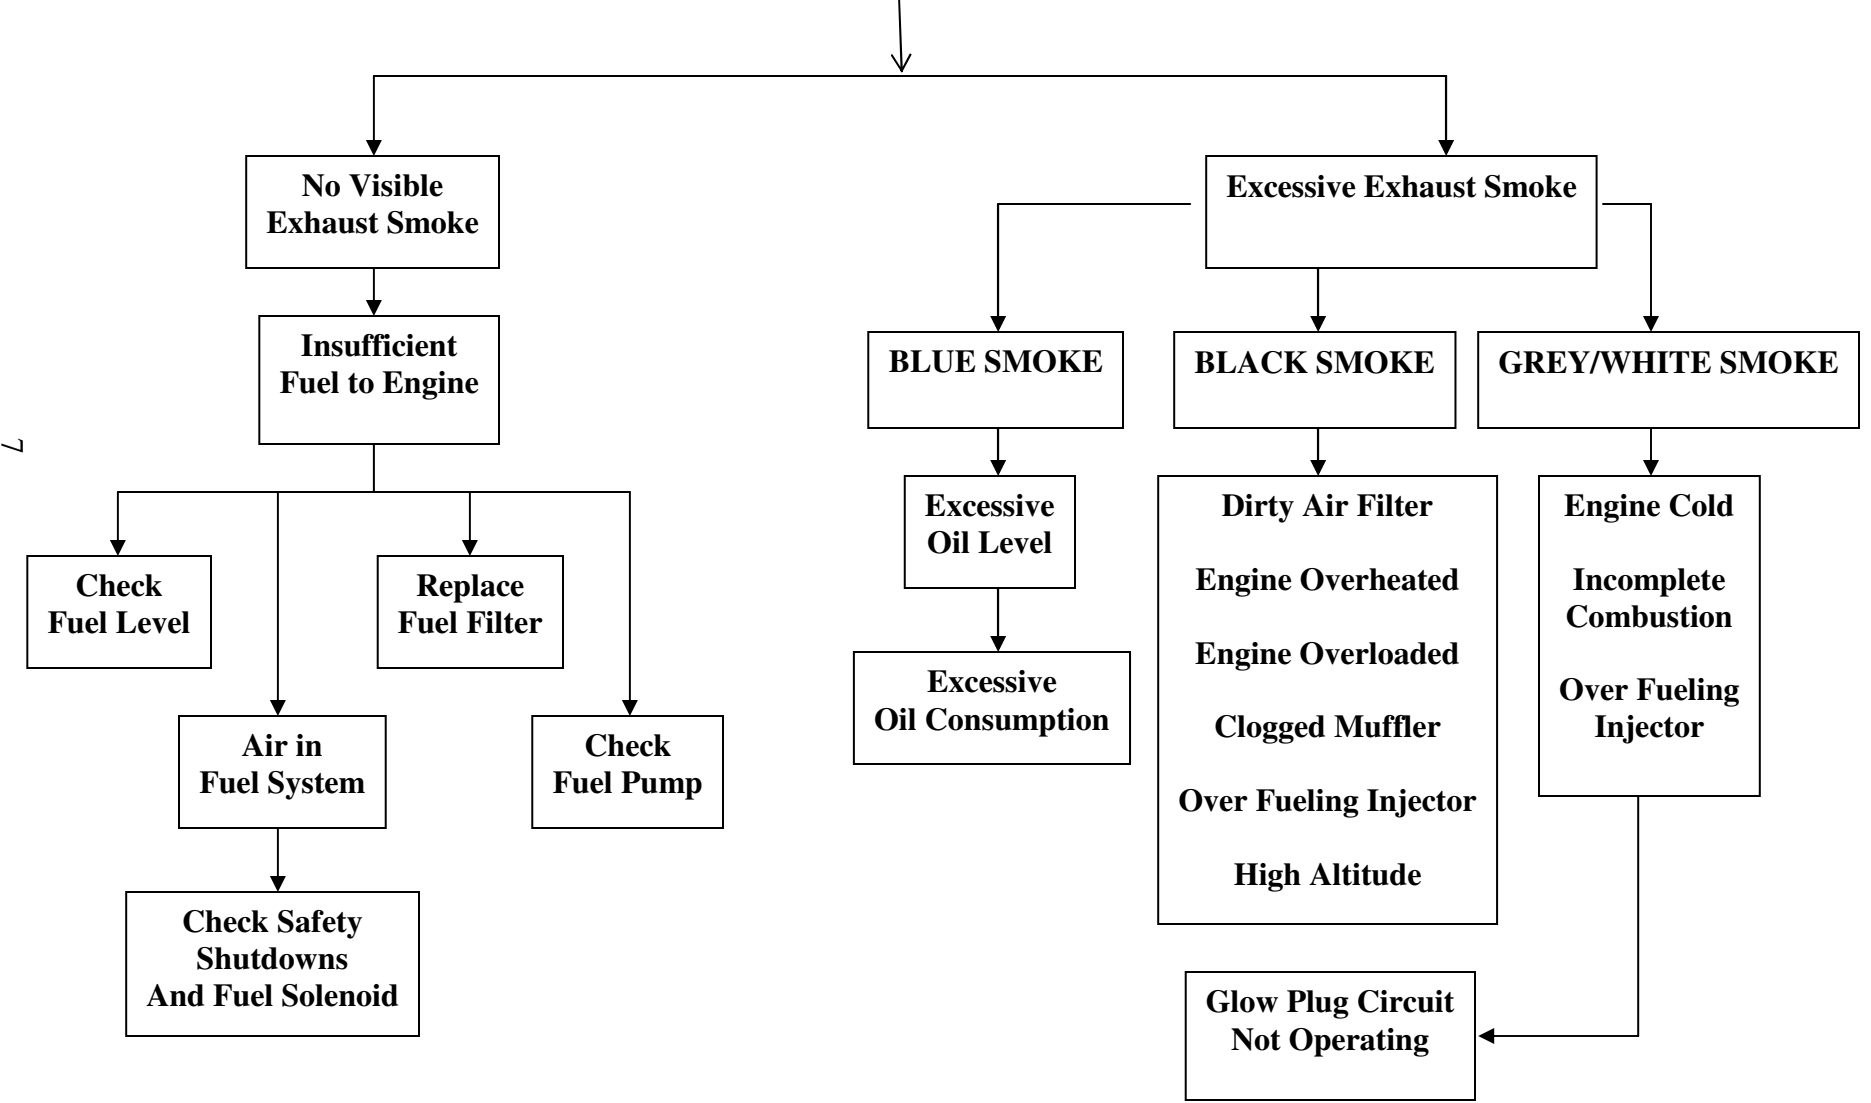 No Visible
Exhaust Smoke
Insufficient
Fuel to Engine
Check
Fuel Level
Replace
Fuel Filter
Air in
Fuel System
Check
Fuel Pump
Check Safety
Shutdowns
And Fuel Solenoid
Excessive Exhaust Smoke
BLUE SMOKE
Excessive
Oil Level
Excessive
Oil Consumption
BLACK SMOKE
Dirty Air Filter
Engine Overheated
Engine Overloaded
Clogged Muffler
Over Fueling Injector
High Altitude
GREY/WHITE SMOKE
Engine Cold
Incomplete
Combustion
Over Fueling
Injector
Glow Plug Circuit
Not Operating
7